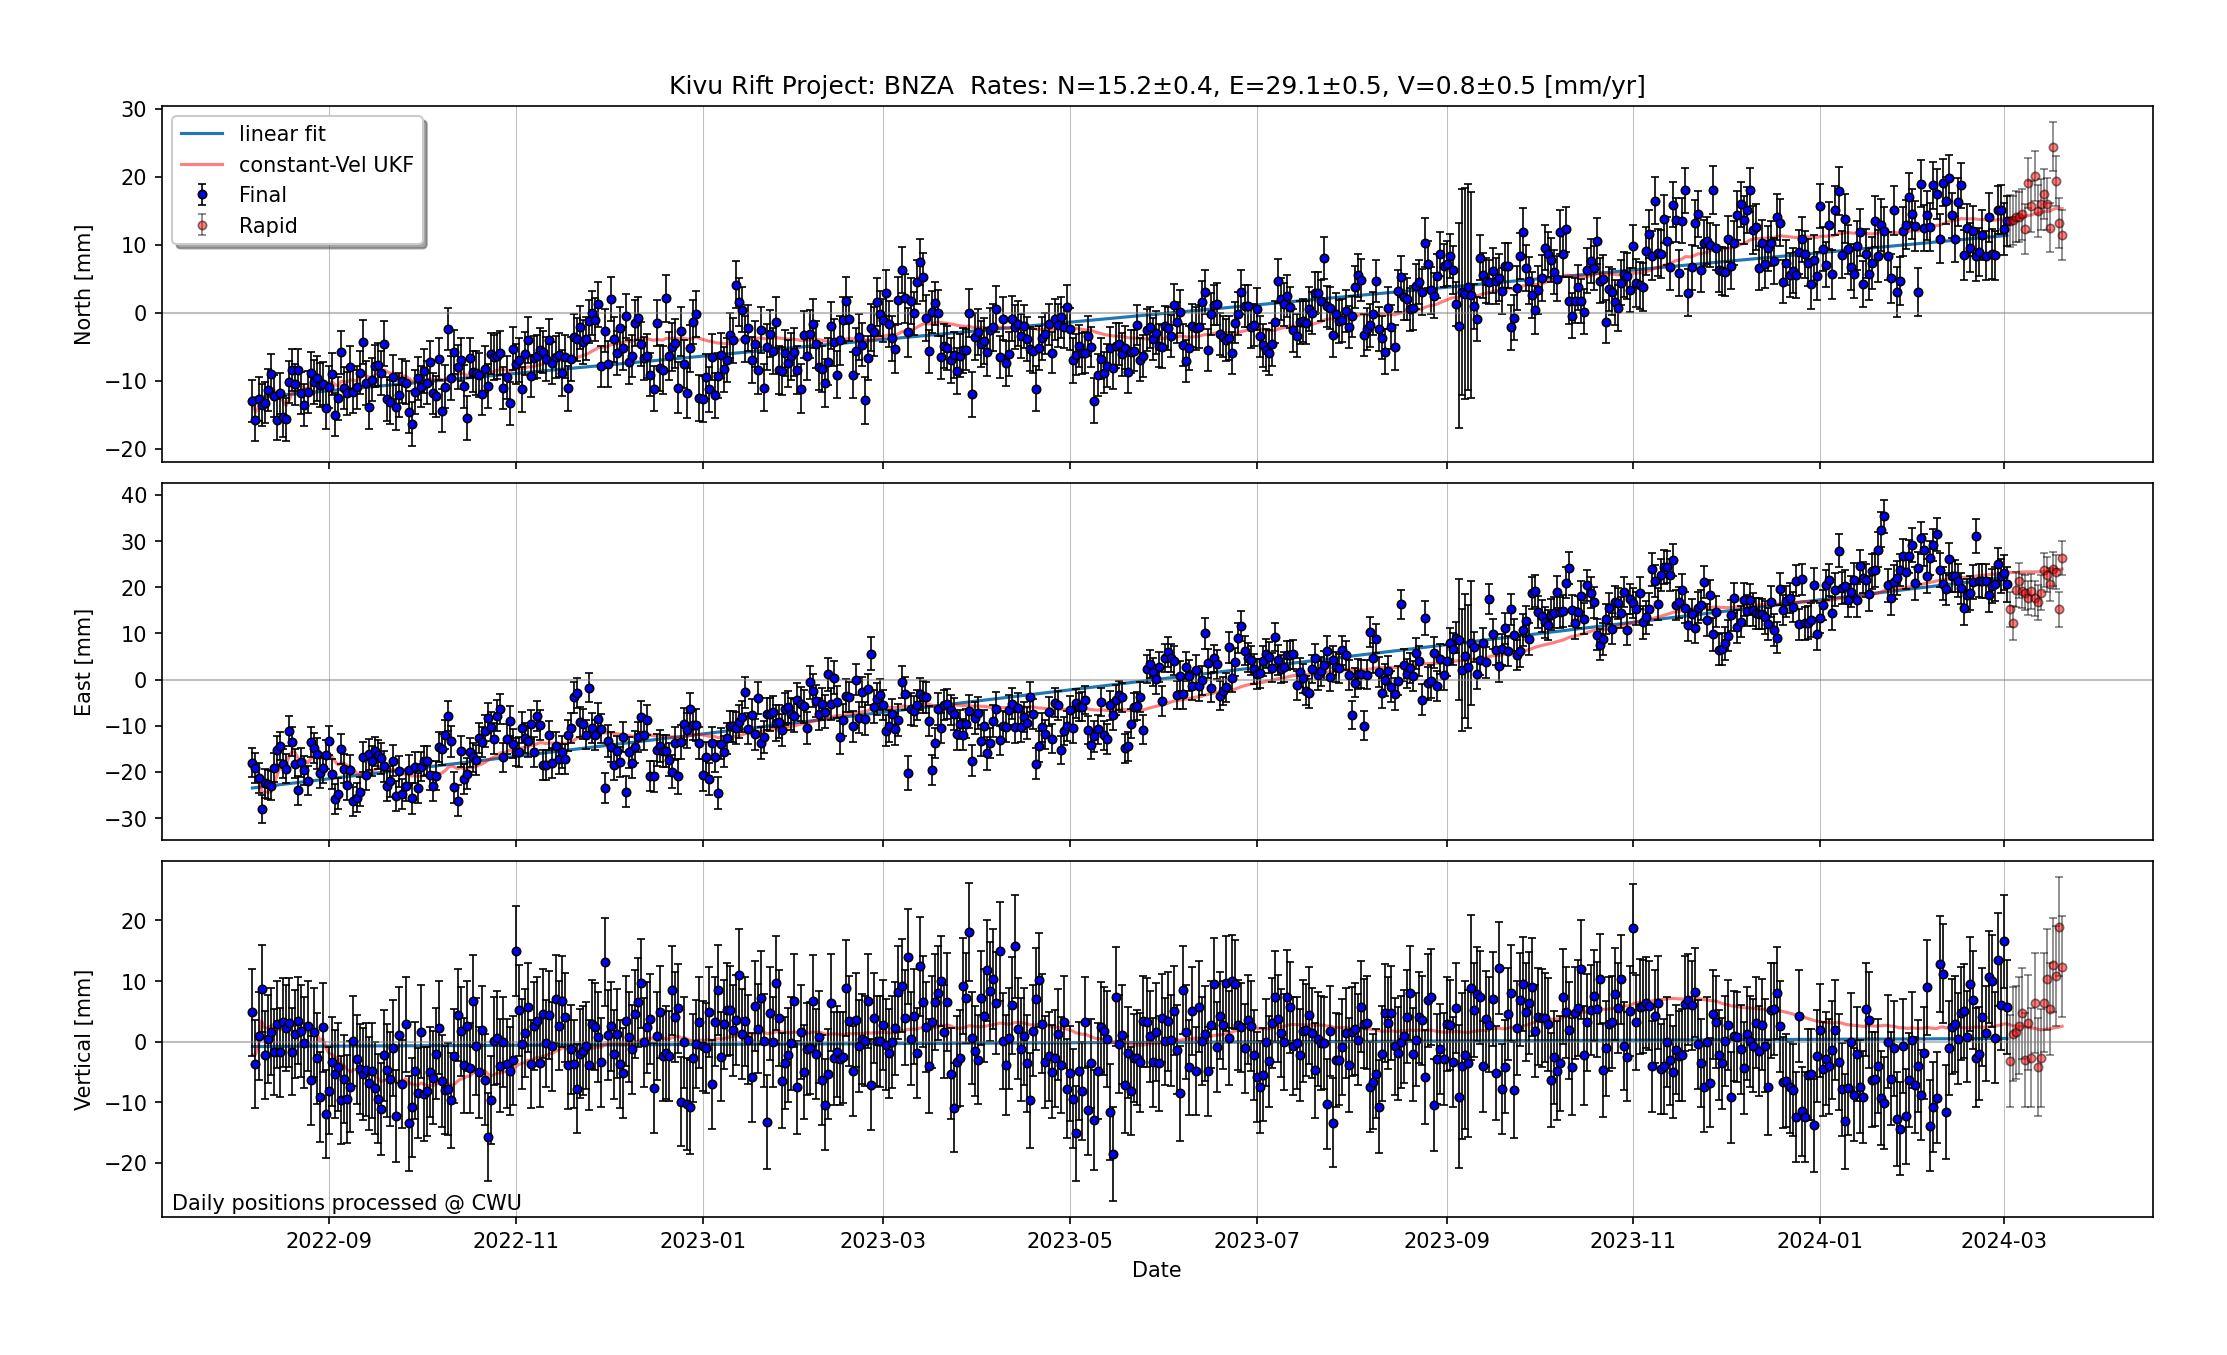 Kivu Rift Project: BNZA  Rates: N=15.2±0.4, E=29.1±0.5, V=0.8±0.5 [mm/yr]
linear fit
constant-Vel UKF
Final
Rapid
North [mm]
30
20
10
0
−10
−20
East [mm]
40
30
20
10
0
−10
−20
−30
Vertical [mm]
20
10
0
−10
−20
Daily positions processed @ CWU
2022-09 2022-11 2023-01 2023-03 2023-05 2023-07 2023-09 2023-11 2024-01 2024-03
Date